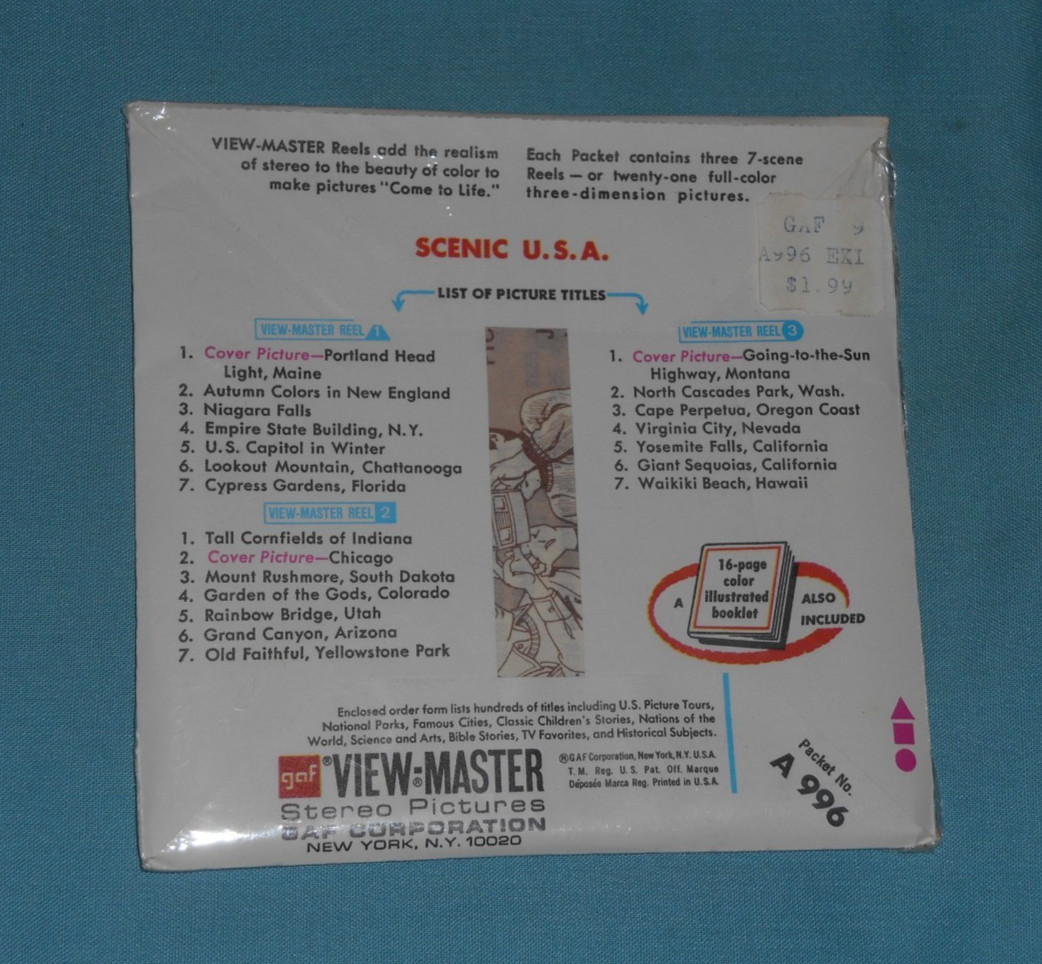 VIEW-MASTER Reels add the realism
of stereo to the beauty of color to
make pictures "Come to Life."
Each Packet contains three 7-scene
Reels — or twenty-one full-color
three-dimension pictures.
GAF 9
A996 EXI
$1.99
SCENIC U.S.A.
LIST OF PICTURE TITLES
VIEW-MASTER REEL 1
1. Cover Picture—Portland Head
Light, Maine
2. Autumn Colors in New England
3. Niagara Falls
4. Empire State Building, N.Y.
5. U.S. Capitol in Winter
6. Lookout Mountain, Chattanooga
7. Cypress Gardens, Florida
VIEW-MASTER REEL 2
1. Tall Cornfields of Indiana
2. Cover Picture—Chicago
3. Mount Rushmore, South Dakota
4. Garden of the Gods, Colorado
5. Rainbow Bridge, Utah
6. Grand Canyon, Arizona
7. Old Faithful, Yellowstone Park
VIEW-MASTER REEL 3
1. Cover Picture—Going-to-the-Sun
Highway, Montana
2. North Cascades Park, Wash.
3. Cape Perpetua, Oregon Coast
4. Virginia City, Nevada
5. Yosemite Falls, California
6. Giant Sequoias, California
7. Waikiki Beach, Hawaii
A
16-page
color
illustrated
booklet
ALSO
INCLUDED
Enclosed order form lists hundreds of titles including U.S. Picture Tours,
National Parks, Famous Cities, Classic Children's Stories, Nations of the
World, Science and Arts, Bible Stories, TV Favorites, and Historical Subjects.
gaf ® VIEW-MASTER®
Stereo Pictures
GAF CORPORATION
NEW YORK, N.Y. 10020
®GAF Corporation, New York, N.Y. U.S.A.
T.M. Reg. U.S. Pat. Off. Marque
Déposée Marca Reg. Printed in U.S.A.
Packet No.
A 996